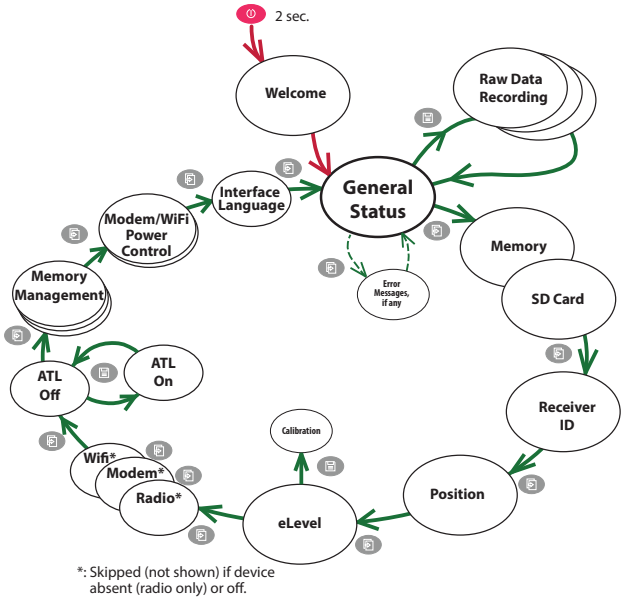 2 sec.
Welcome
Raw Data
Recording
General
Status
Interface
Language
Modem/WiFi
Power
Control
Memory
Management
Memory
SD Card
Error
Messages,
if any
ATL
On
ATL
Off
Receiver
ID
Calibration
Wifi*
Modem*
Radio*
Position
eLevel
*: Skipped (not shown) if device
absent (radio only) or off.